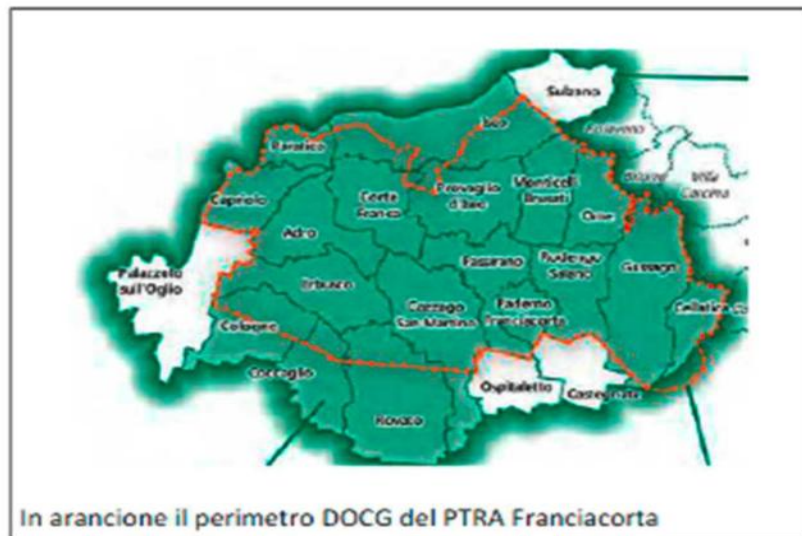 Sulzano
Iseo
Paratico
Monticelli
Brusati
Provaglio
d'Iseo
Capriolo
Corte
Franca
Ome
Adro
Passirano
Rodengo
Saiano
Gussago
Palazzolo
sull'Oglio
Erbusco
Cazzago
San Martino
Paderno
Franciacorta
Cellatica
Cologne
Coccaglio
Ospitaletto
Castegnato
Rovato
In arancione il perimetro DOCG del PTRA Franciacorta